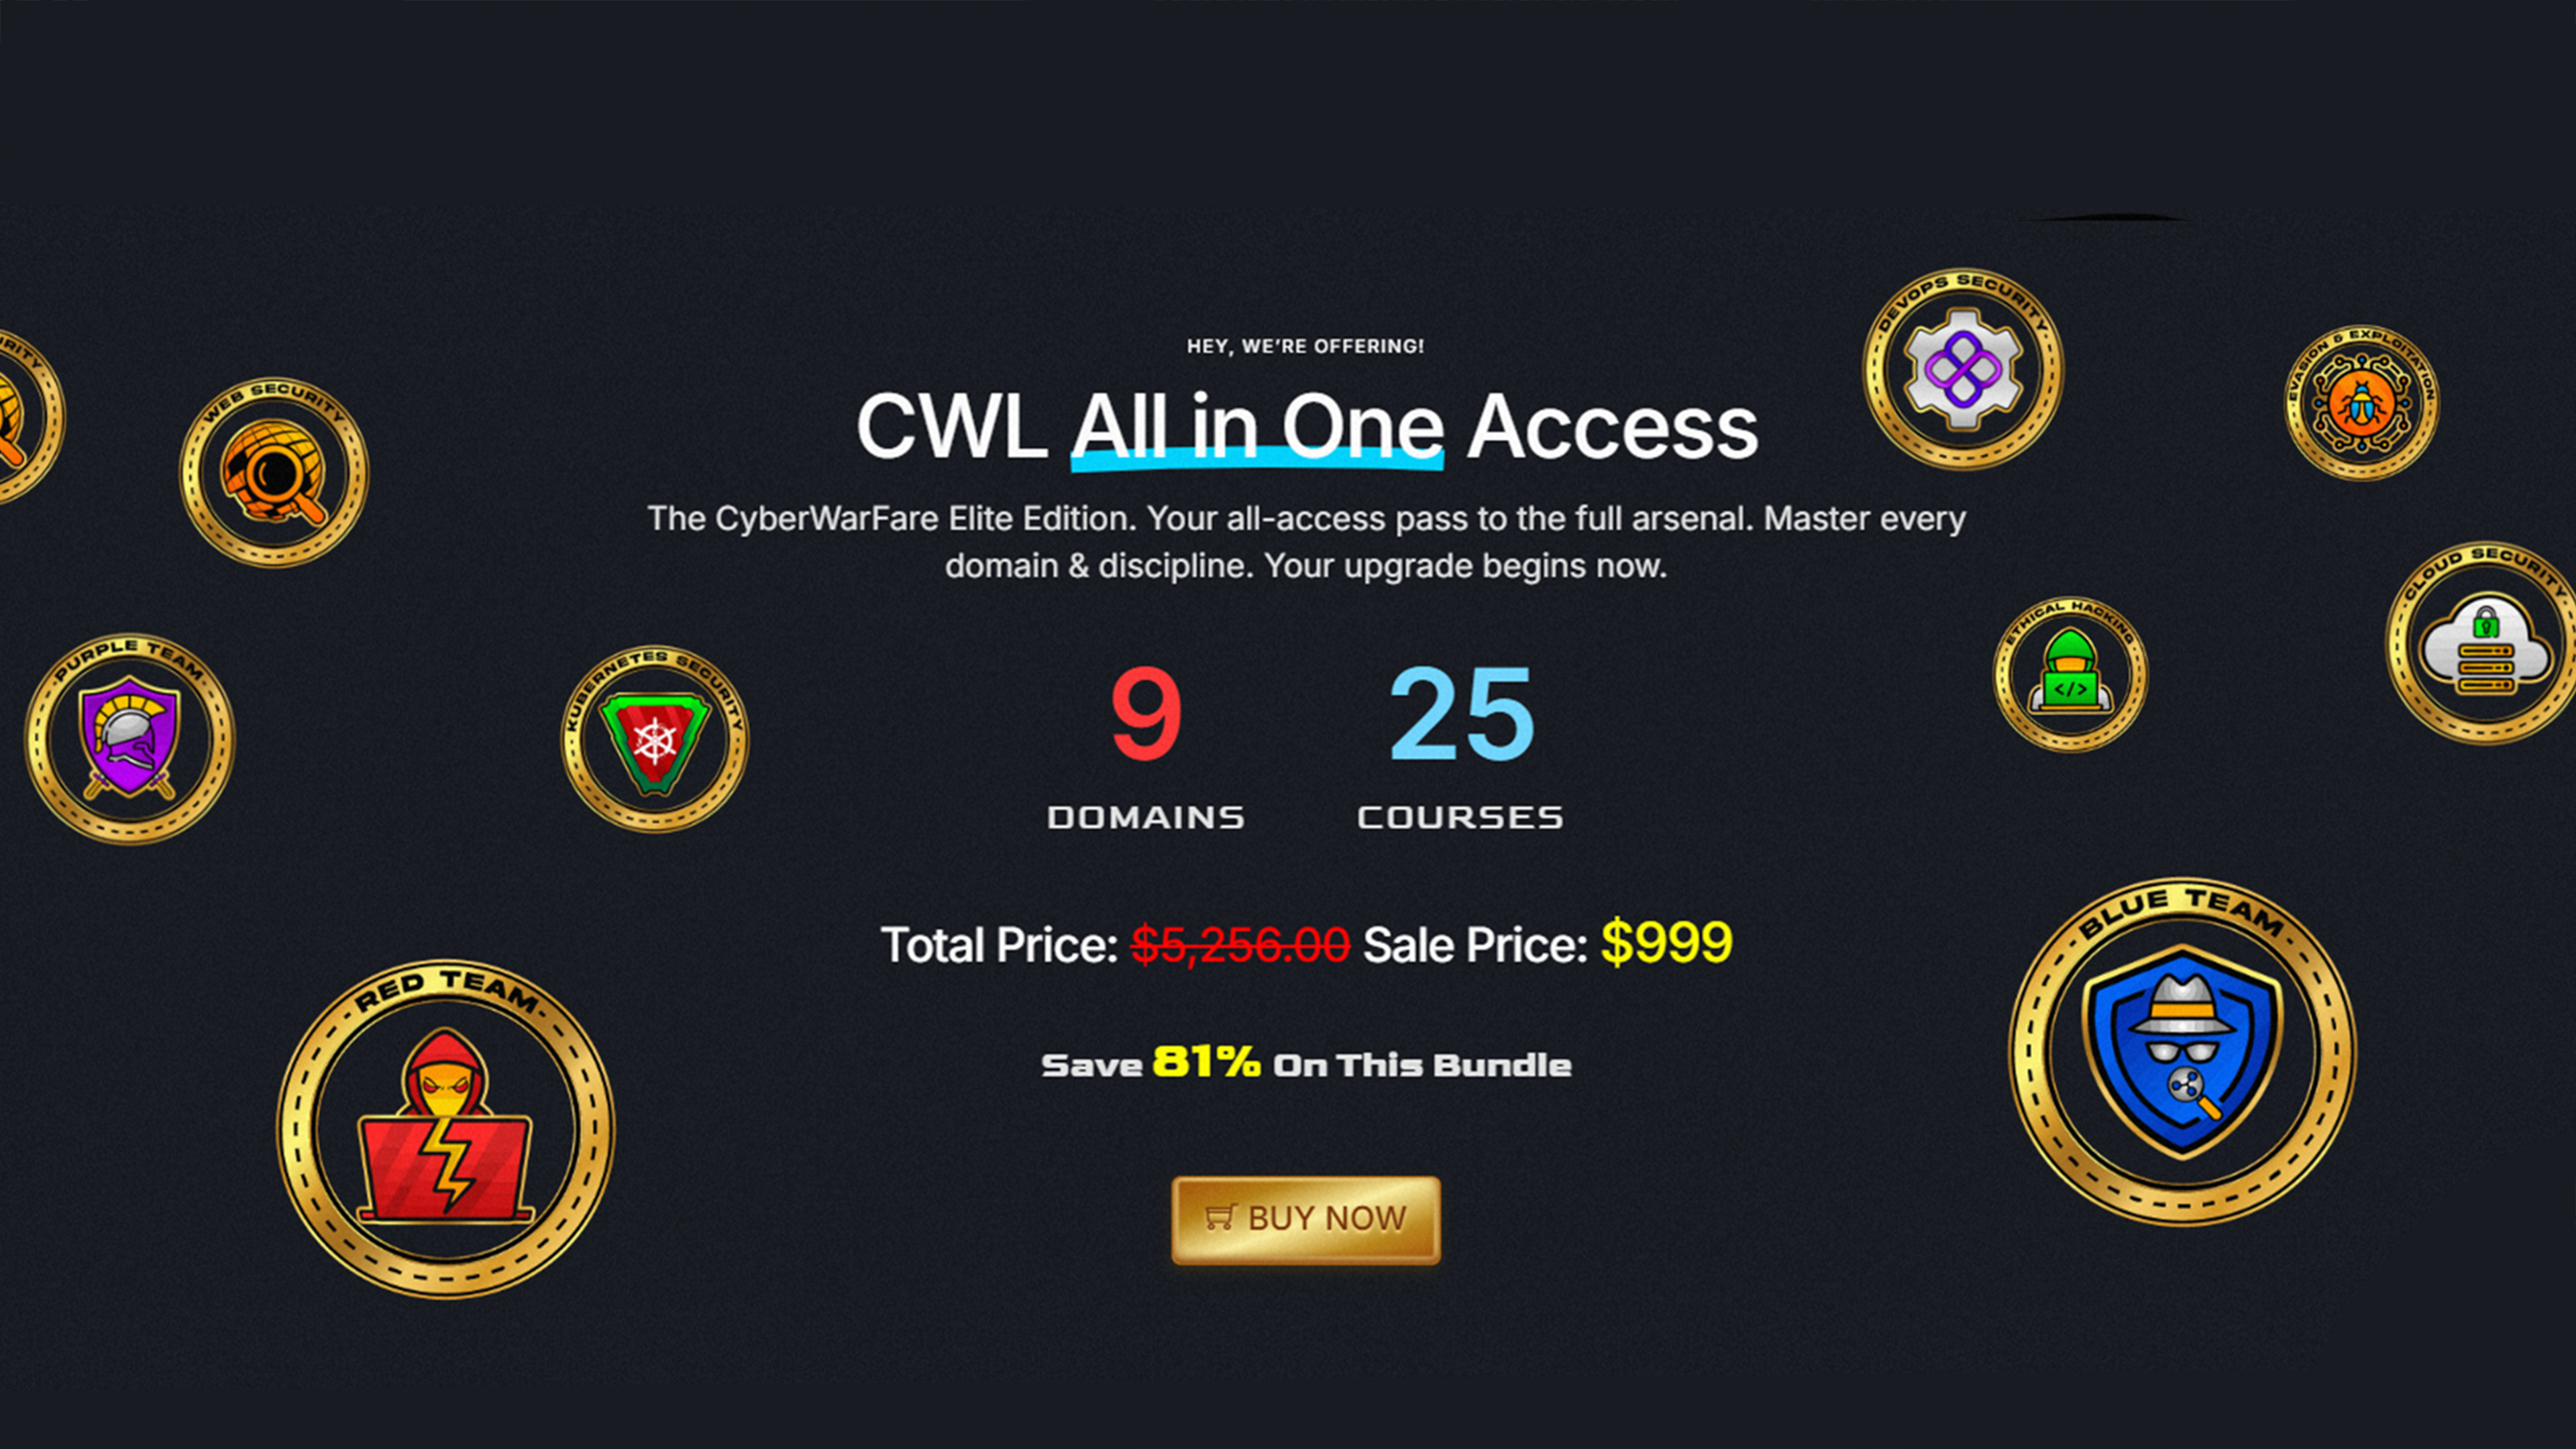 HEY, WE'RE OFFERING!
CWL All in One Access
The CyberWarFare Elite Edition. Your all-access pass to the full arsenal. Master every
domain & discipline. Your upgrade begins now.
9
DOMAINS
25
COURSES
Total Price: $5,256.00 Sale Price: $999
Save 81% On This Bundle
BUY NOW
WEB SECURITY
PURPLE TEAM
KUBERNETES SECURITY
RED TEAM
DEVOPS SECURITY
EVASION & EXPLOITATION
ETHICAL HACKING
</>
CLOUD SECURITY
BLUE TEAM